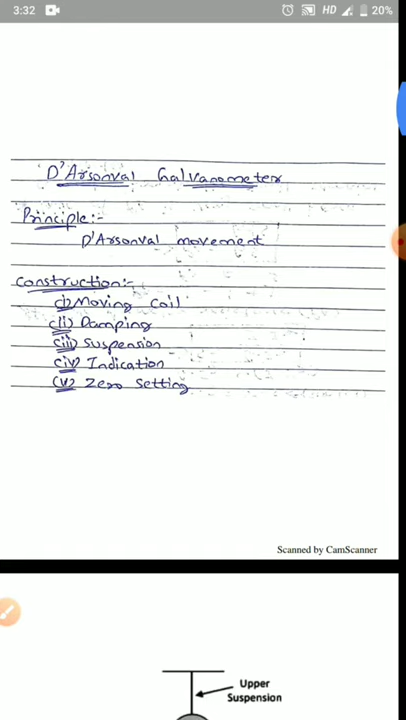 3:32
HD
20%
D'Arsonval Galvanometer
Principle:-
D'Arsonval movement
Construction:-
(i) Moving Coil
(ii) Damping
(iii) Suspension
(iv) Indication
(v) Zero Setting
Scanned by CamScanner
Upper
Suspension